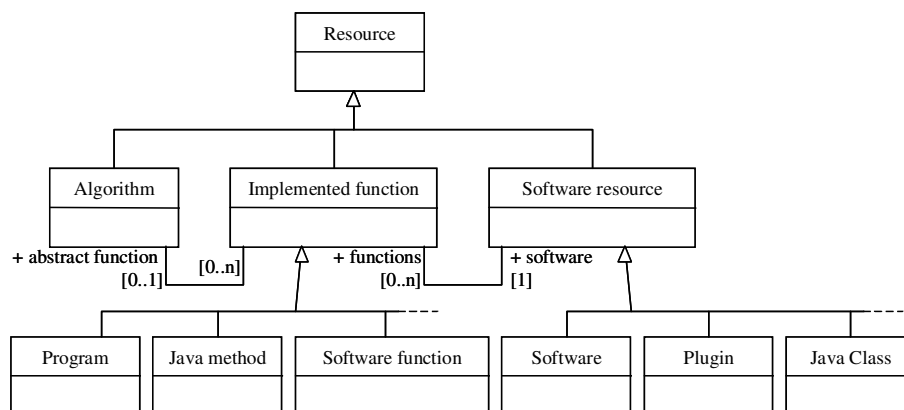 Resource
Algorithm
Implemented function
Software resource
+ abstract function
[0..1]
[0..n]
+ functions
[0..n]
+ software
[1]
Program
Java method
Software function
Software
Plugin
Java Class